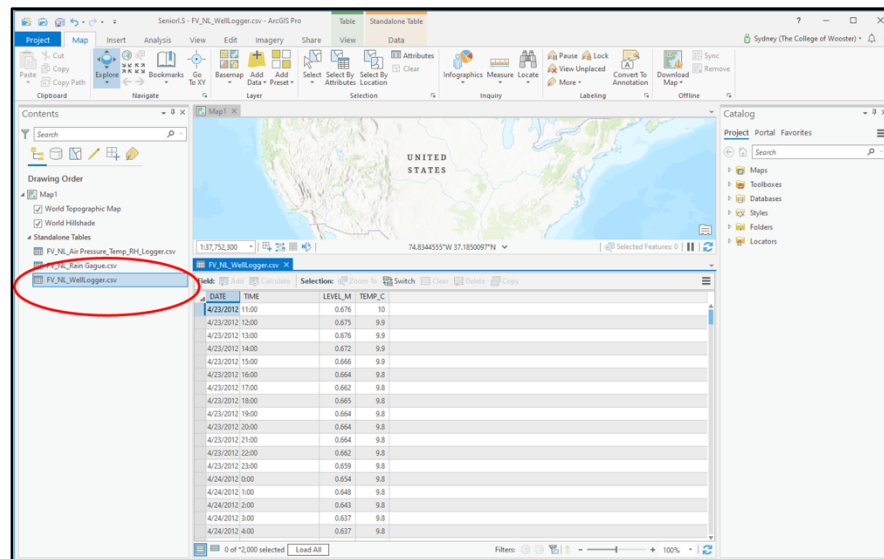 SeniorI.S - FV_NL_WellLogger.csv - ArcGIS Pro
Table Standalone Table
? - □ ×
Project Map Insert Analysis View Edit Imagery Share View Data
Sydney (The College of Wooster)
Cut
Copy
Copy Path
Paste
Clipboard
Explore
Bookmarks
Go To XY
Navigate
Basemap
Add Data
Add Preset
Layer
Select
Select By Attributes
Select By Location
Attributes
Clear
Selection
Infographics
Measure
Locate
Inquiry
Pause
Lock
View Unplaced
More
Convert To Annotation
Labeling
Download Map
Sync
Remove
Offline
Contents
Search
Drawing Order
Map1
World Topographic Map
World Hillshade
Standalone Tables
FV_NL_Air Pressure_Temp_RH_Logger.csv
FV_NL_Rain Gague.csv
FV_NL_WellLogger.csv
Map1
UNITED
STATES
1:37,752,300
74.8344555°W 37.1850097°N
Selected Features: 0
FV_NL_WellLogger.csv
Field: Add Calculate Selection: Zoom To Switch Clear Delete Copy
DATE TIME LEVEL_M TEMP_C
4/23/2012 11:00 0.676 10
4/23/2012 12:00 0.675 9.9
4/23/2012 13:00 0.676 9.9
4/23/2012 14:00 0.672 9.9
4/23/2012 15:00 0.666 9.9
4/23/2012 16:00 0.664 9.8
4/23/2012 17:00 0.662 9.8
4/23/2012 18:00 0.665 9.8
4/23/2012 19:00 0.664 9.8
4/23/2012 20:00 0.664 9.8
4/23/2012 21:00 0.664 9.8
4/23/2012 22:00 0.662 9.8
4/23/2012 23:00 0.659 9.8
4/24/2012 0:00 0.654 9.8
4/24/2012 1:00 0.648 9.8
4/24/2012 2:00 0.643 9.8
4/24/2012 3:00 0.637 9.8
4/24/2012 4:00 0.637 9.8
0 of *2,000 selected Load All
Filters: - + 100%
Catalog
Project Portal Favorites
Search
Maps
Toolboxes
Databases
Styles
Folders
Locators